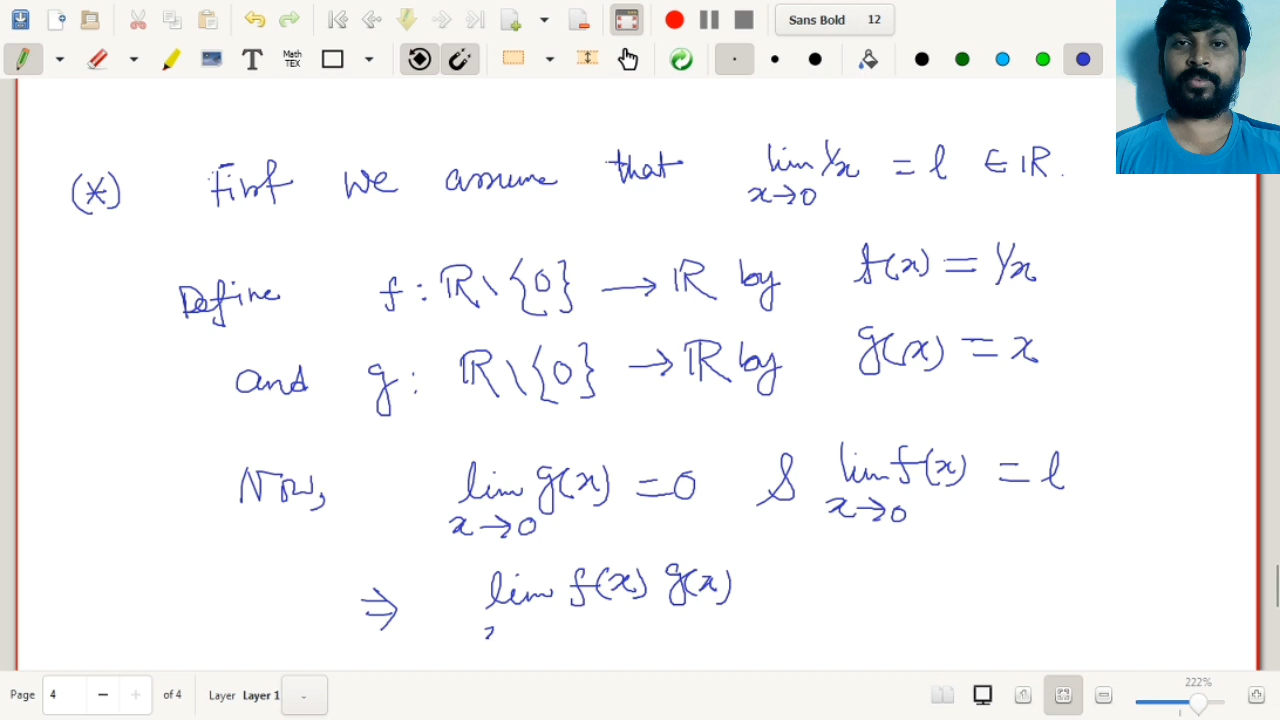 Sans Bold 12
Math
TEX
(*) First we assume that lim 1/x = l ∈ ℝ.
x→0
Define f : ℝ \ {0} → ℝ by f(x) = 1/x
and g : ℝ \ {0} → ℝ by g(x) = x
Now, lim g(x) = 0 & lim f(x) = l
x→0 x→0
⇒ lim f(x) g(x)
Page 4 of 4 Layer Layer 1 222%